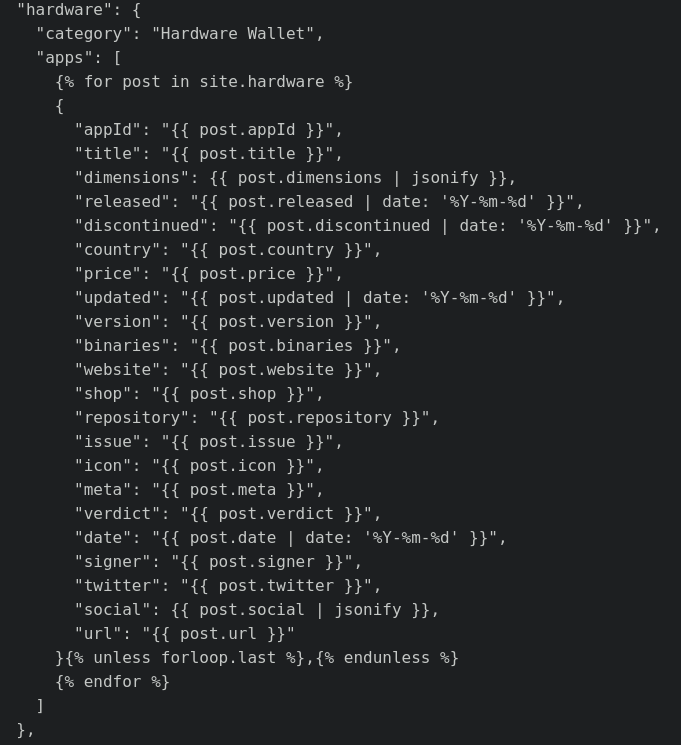 "hardware": {
"category": "Hardware Wallet",
"apps": [
{% for post in site.hardware %}
{
"appId": "{{ post.appId }}",
"title": "{{ post.title }}",
"dimensions": {{ post.dimensions | jsonify }},
"released": "{{ post.released | date: '%Y-%m-%d' }}",
"discontinued": "{{ post.discontinued | date: '%Y-%m-%d' }}",
"country": "{{ post.country }}",
"price": "{{ post.price }}",
"updated": "{{ post.updated | date: '%Y-%m-%d' }}",
"version": "{{ post.version }}",
"binaries": "{{ post.binaries }}",
"website": "{{ post.website }}",
"shop": "{{ post.shop }}",
"repository": "{{ post.repository }}",
"issue": "{{ post.issue }}",
"icon": "{{ post.icon }}",
"meta": "{{ post.meta }}",
"verdict": "{{ post.verdict }}",
"date": "{{ post.date | date: '%Y-%m-%d' }}",
"signer": "{{ post.signer }}",
"twitter": "{{ post.twitter }}",
"social": {{ post.social | jsonify }},
"url": "{{ post.url }}"
}{% unless forloop.last %},{% endunless %}
{% endfor %}
]
},